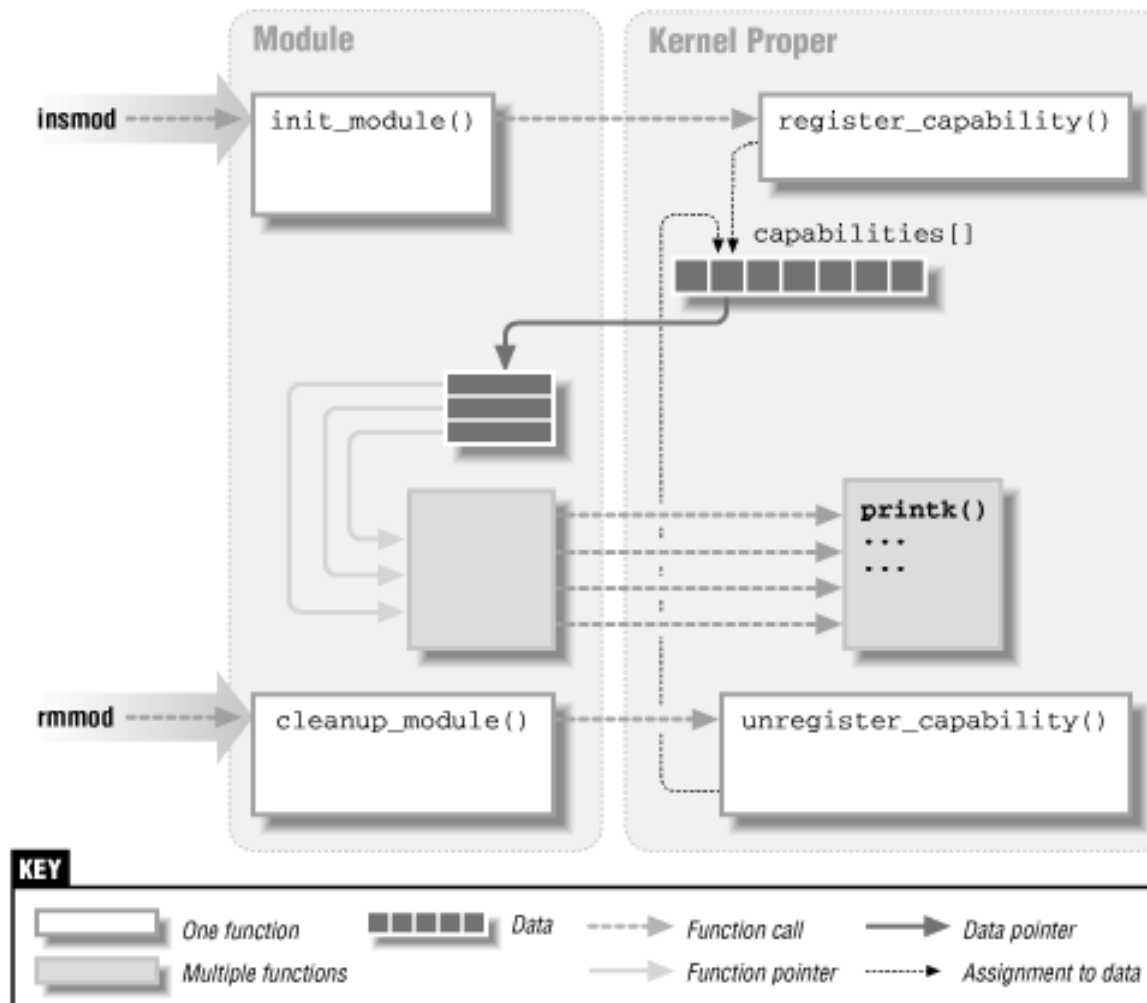 Module
Kernel Proper
insmod
init_module()
register_capability()
capabilities[]
printk()
...
...
rmmod
cleanup_module()
unregister_capability()
KEY
One function
Data
Function call
Data pointer
Multiple functions
Function pointer
Assignment to data